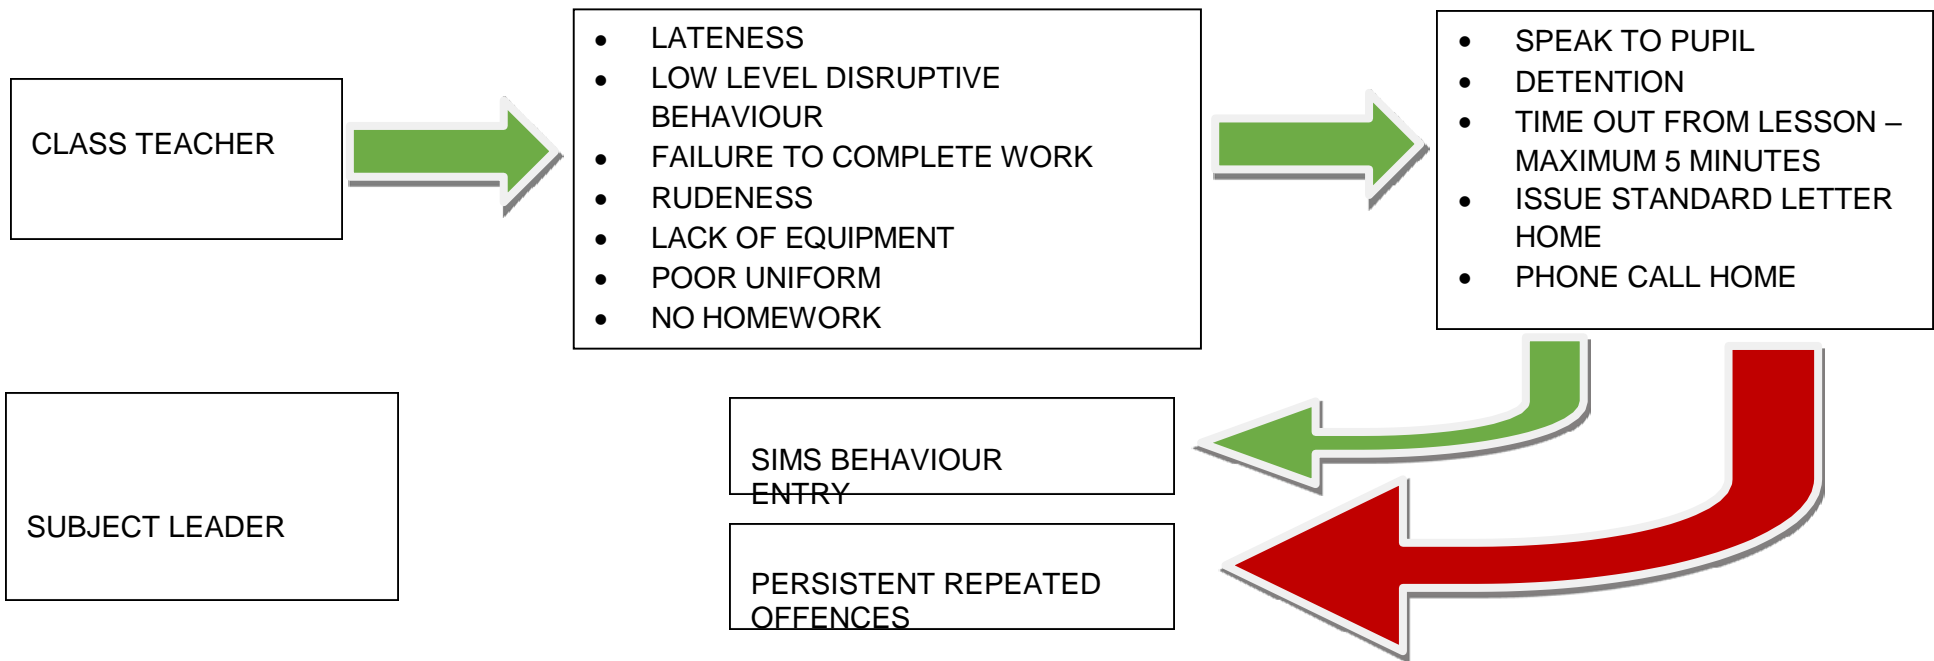 CLASS TEACHER
• LATENESS
• LOW LEVEL DISRUPTIVE
BEHAVIOUR
• FAILURE TO COMPLETE WORK
• RUDENESS
• LACK OF EQUIPMENT
• POOR UNIFORM
• NO HOMEWORK
• SPEAK TO PUPIL
• DETENTION
• TIME OUT FROM LESSON –
MAXIMUM 5 MINUTES
• ISSUE STANDARD LETTER
HOME
• PHONE CALL HOME
SUBJECT LEADER
SIMS BEHAVIOUR
ENTRY
PERSISTENT REPEATED
OFFENCES